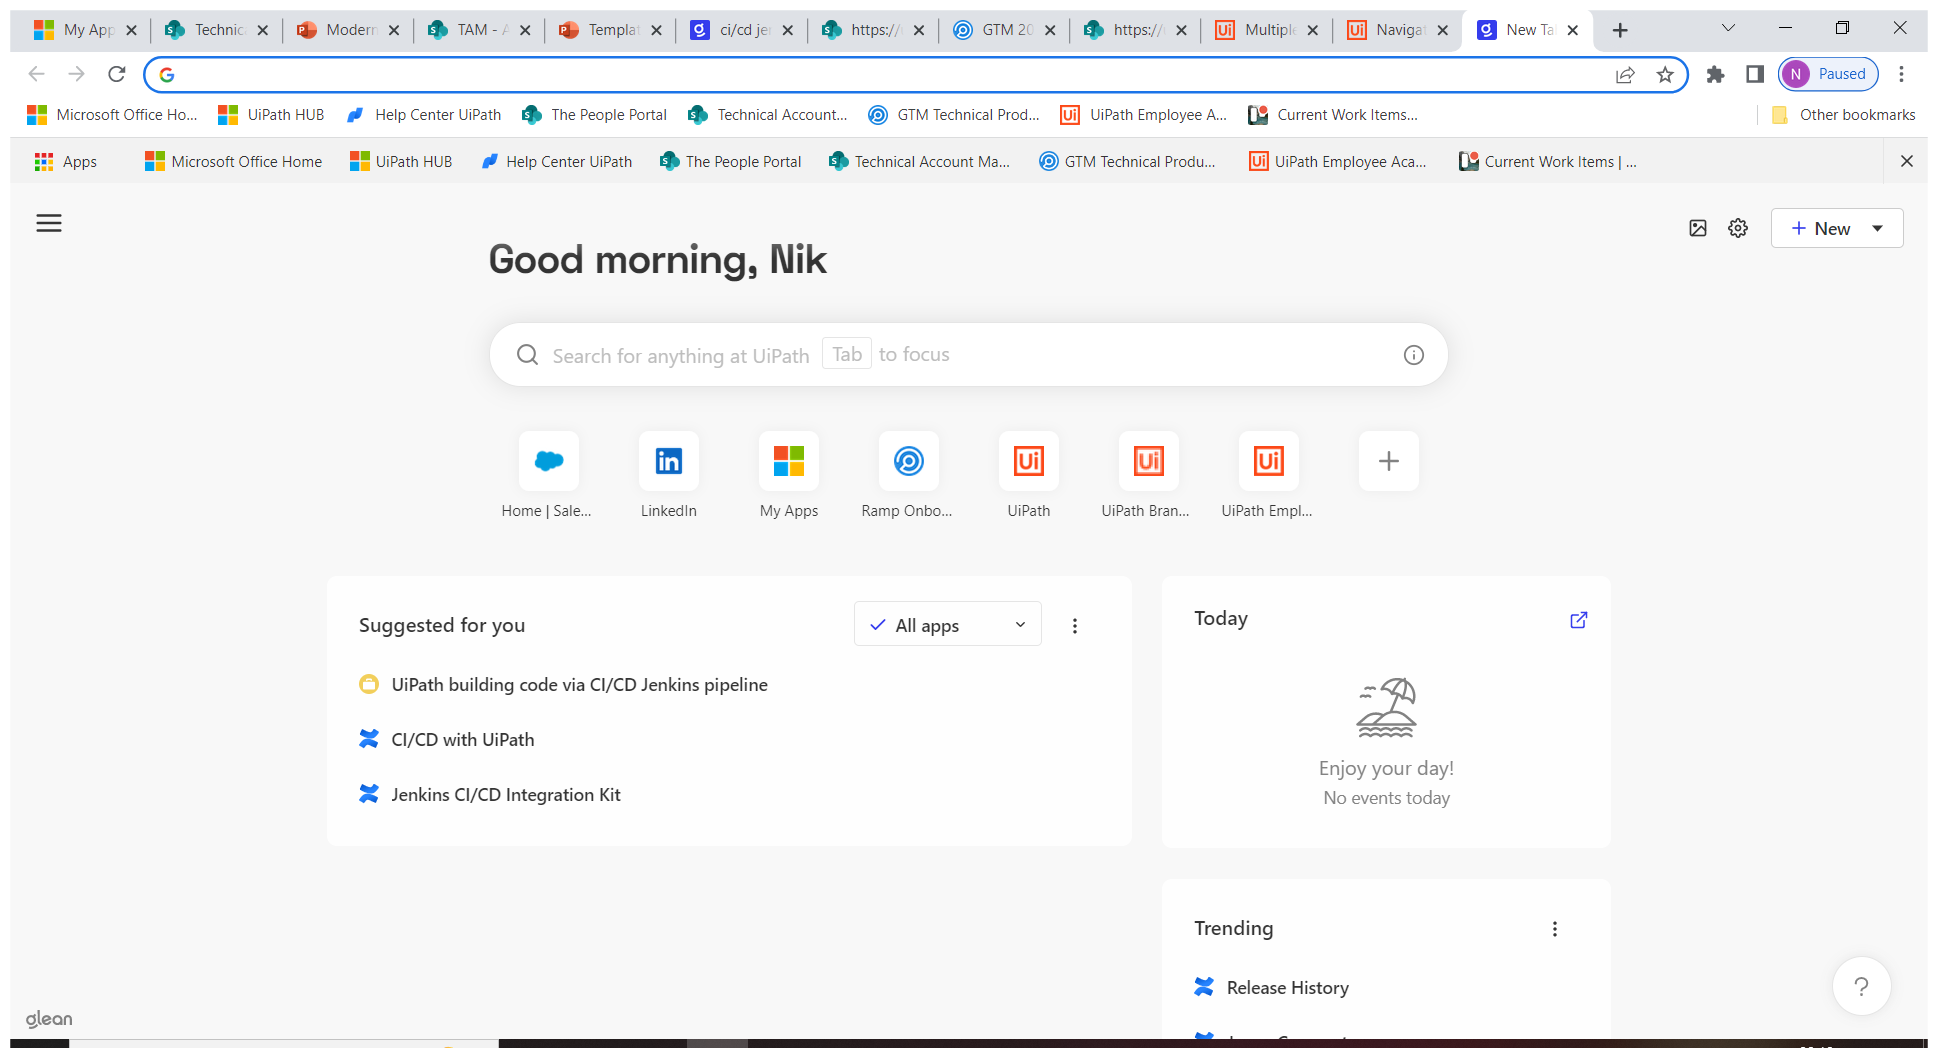 My App Technic Modern TAM - A Templat ci/cd je https:// GTM 20 https:// Multiple Navigat New Ta
N Paused
Microsoft Office Ho... UiPath HUB Help Center UiPath The People Portal Technical Account... GTM Technical Prod... UiPath Employee A... Current Work Items... Other bookmarks
Apps Microsoft Office Home UiPath HUB Help Center UiPath The People Portal Technical Account Ma... GTM Technical Produ... UiPath Employee Aca... Current Work Items | ...
New
Good morning, Nik
Search for anything at UiPath Tab to focus
Home | Sale... LinkedIn My Apps Ramp Onbo... UiPath UiPath Bran... UiPath Empl...
Suggested for you All apps
UiPath building code via CI/CD Jenkins pipeline
CI/CD with UiPath
Jenkins CI/CD Integration Kit
Today
Enjoy your day!
No events today
Trending
Release History
?
glean